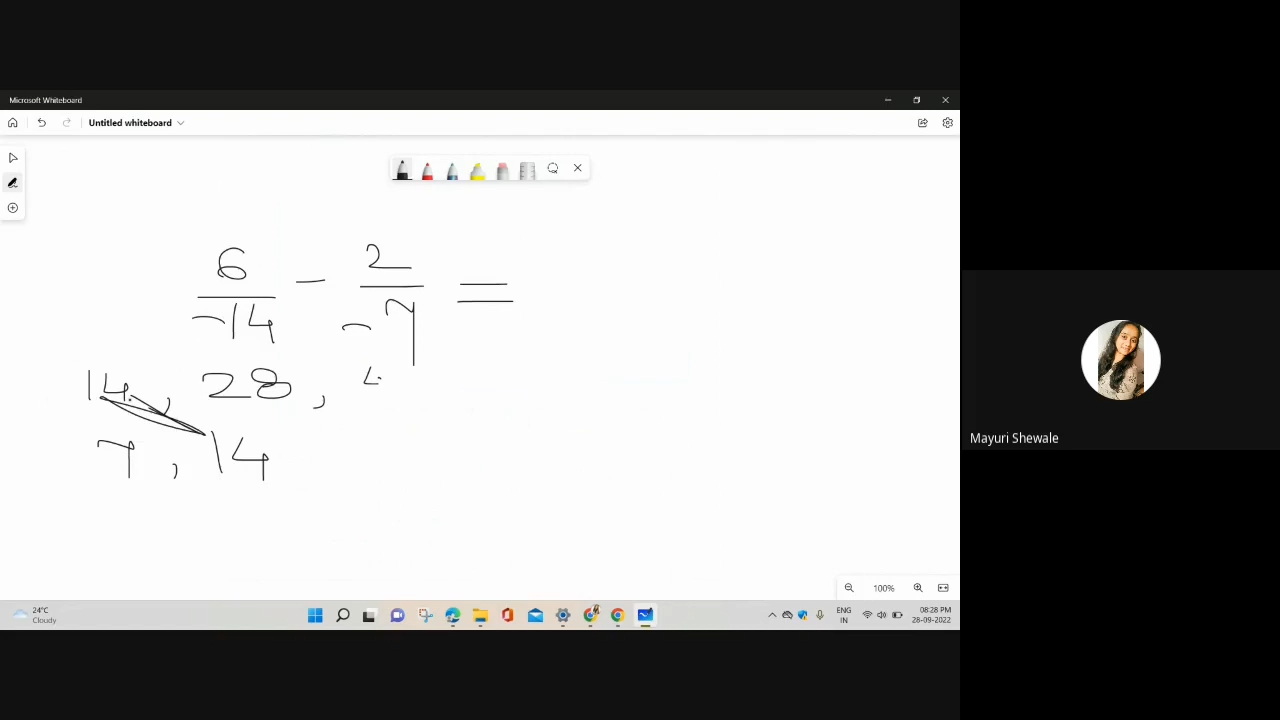 Microsoft Whiteboard
Untitled whiteboard
6 2
— =
-14 -7
14, 28, 4
7, 14
Mayuri Shewale
100%
24°C
Cloudy
ENG
IN
08:28 PM
28-09-2022